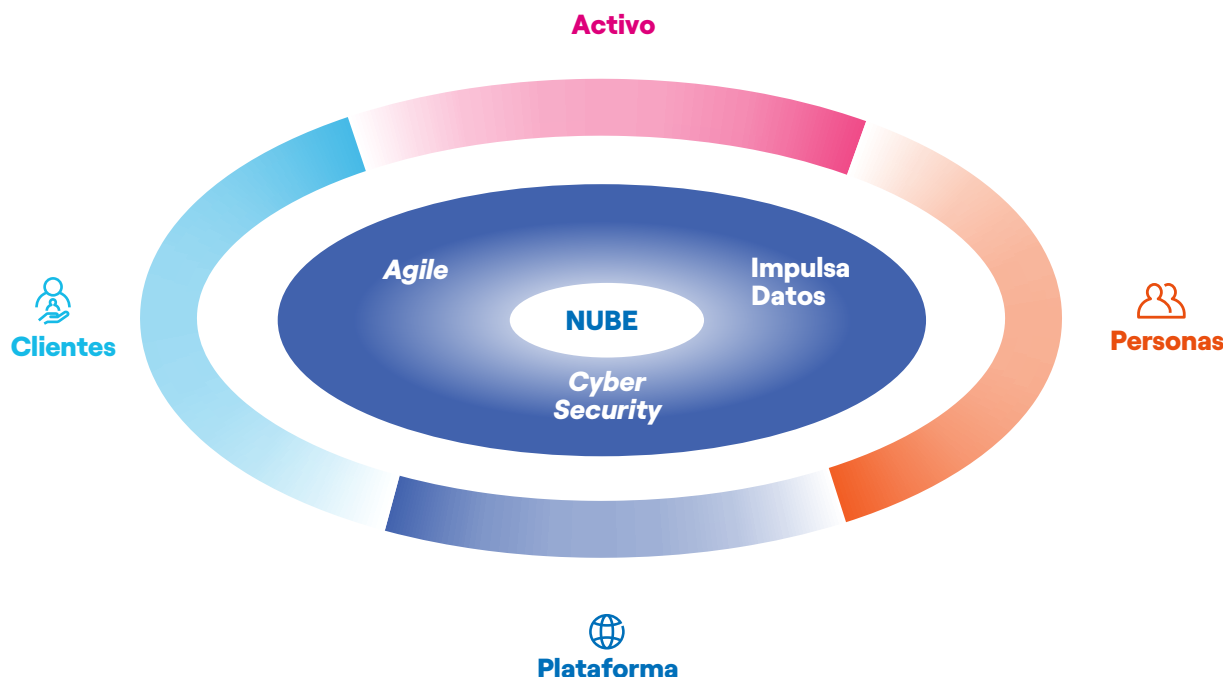 Activo
Agile
Impulsa
Datos
NUBE
Clientes
Personas
Cyber
Security
Plataforma